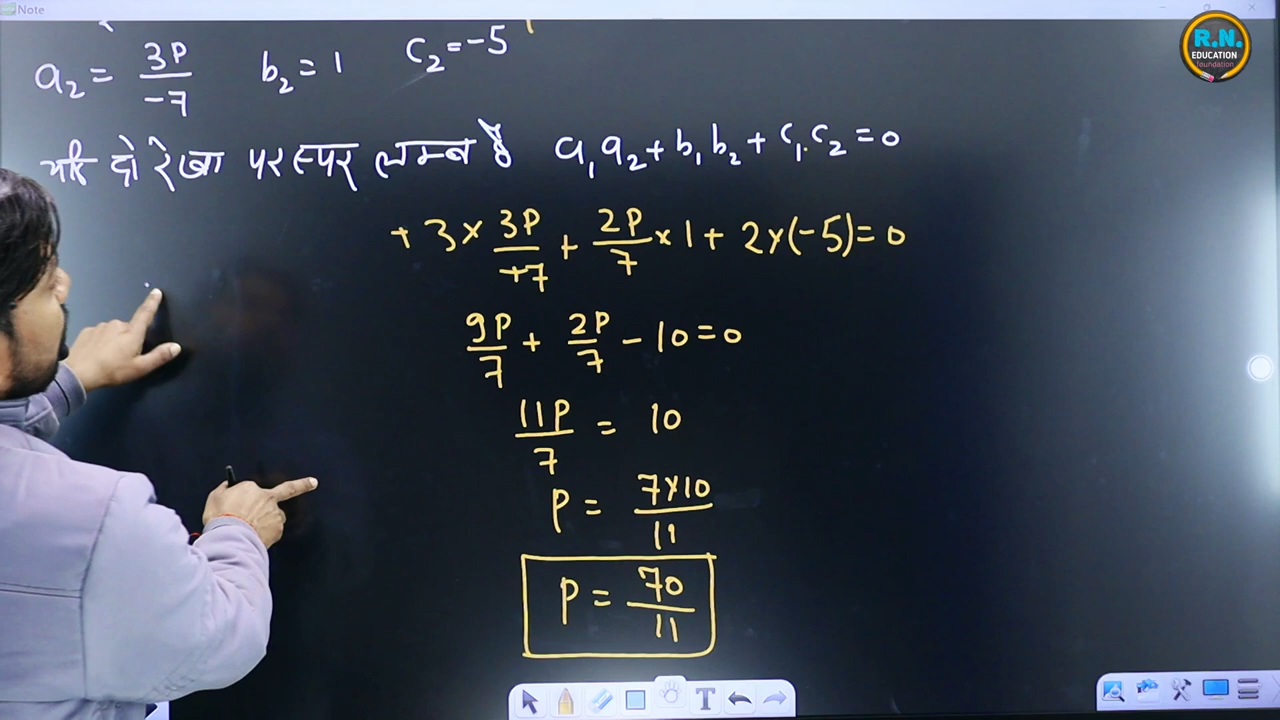 Note
R.N.
EDUCATION
foundation
a₂ = 3P/-7 b₂ = 1 c₂ = -5
यदि दो रेखा परस्पर लम्ब है a₁a₂ + b₁b₂ + c₁.c₂ = 0
+ 3 × 3P/+7 + 2P/7 × 1 + 2×(-5) = 0
9P/7 + 2P/7 - 10 = 0
11P/7 = 10
P = 7×10/11
P = 70/11
T